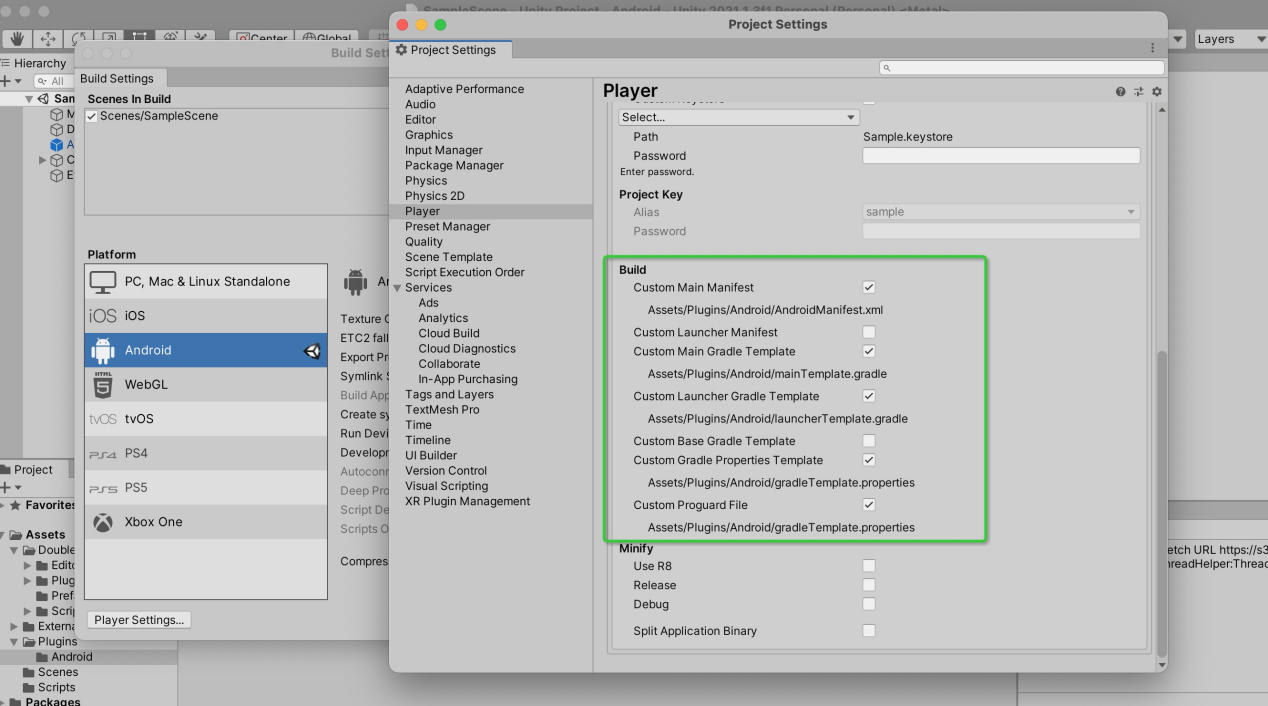 SampleScene - Unity Project - Android - Unity 2021.1.3f1 Personal (Personal) <Metal>
Project Settings
Center
Global
Layers
Build Set
Project Settings
Hierarchy
All
Build Settings
Sam
Scenes In Build
Scenes/SampleScene
M
D
A
C
E
Platform
PC, Mac & Linux Standalone
iOS
iOS
Android
HTML
WebGL
tvOS
tvOS
PS4
PS4
PS5
PS5
Xbox One
Player Settings...
An
Texture C
ETC2 fall
Export Pr
Symlink S
Build App
Create sy
Run Devi
Develop
Autoconn
Deep Pro
Script De
Scripts O
Compres
Adaptive Performance
Audio
Editor
Graphics
Input Manager
Package Manager
Physics
Physics 2D
Player
Preset Manager
Quality
Scene Template
Script Execution Order
Services
Ads
Analytics
Cloud Build
Cloud Diagnostics
Collaborate
In-App Purchasing
Tags and Layers
TextMesh Pro
Time
Timeline
UI Builder
Version Control
Visual Scripting
XR Plugin Management
Player
Custom Keystore
Select...
Path Sample.keystore
Password
Enter password.
Project Key
Alias sample
Password
Build
Custom Main Manifest
Assets/Plugins/Android/AndroidManifest.xml
Custom Launcher Manifest
Custom Main Gradle Template
Assets/Plugins/Android/mainTemplate.gradle
Custom Launcher Gradle Template
Assets/Plugins/Android/launcherTemplate.gradle
Custom Base Gradle Template
Custom Gradle Properties Template
Assets/Plugins/Android/gradleTemplate.properties
Custom Proguard File
Assets/Plugins/Android/gradleTemplate.properties
Minify
Use R8
Release
Debug
Split Application Binary
Project
Favorites
Assets
Double
Edito
Plug
Pref
Scrip
Externa
Plugins
Android
Scenes
Scripts
Packages
etch URL https://s3
hreadHelper:Thread